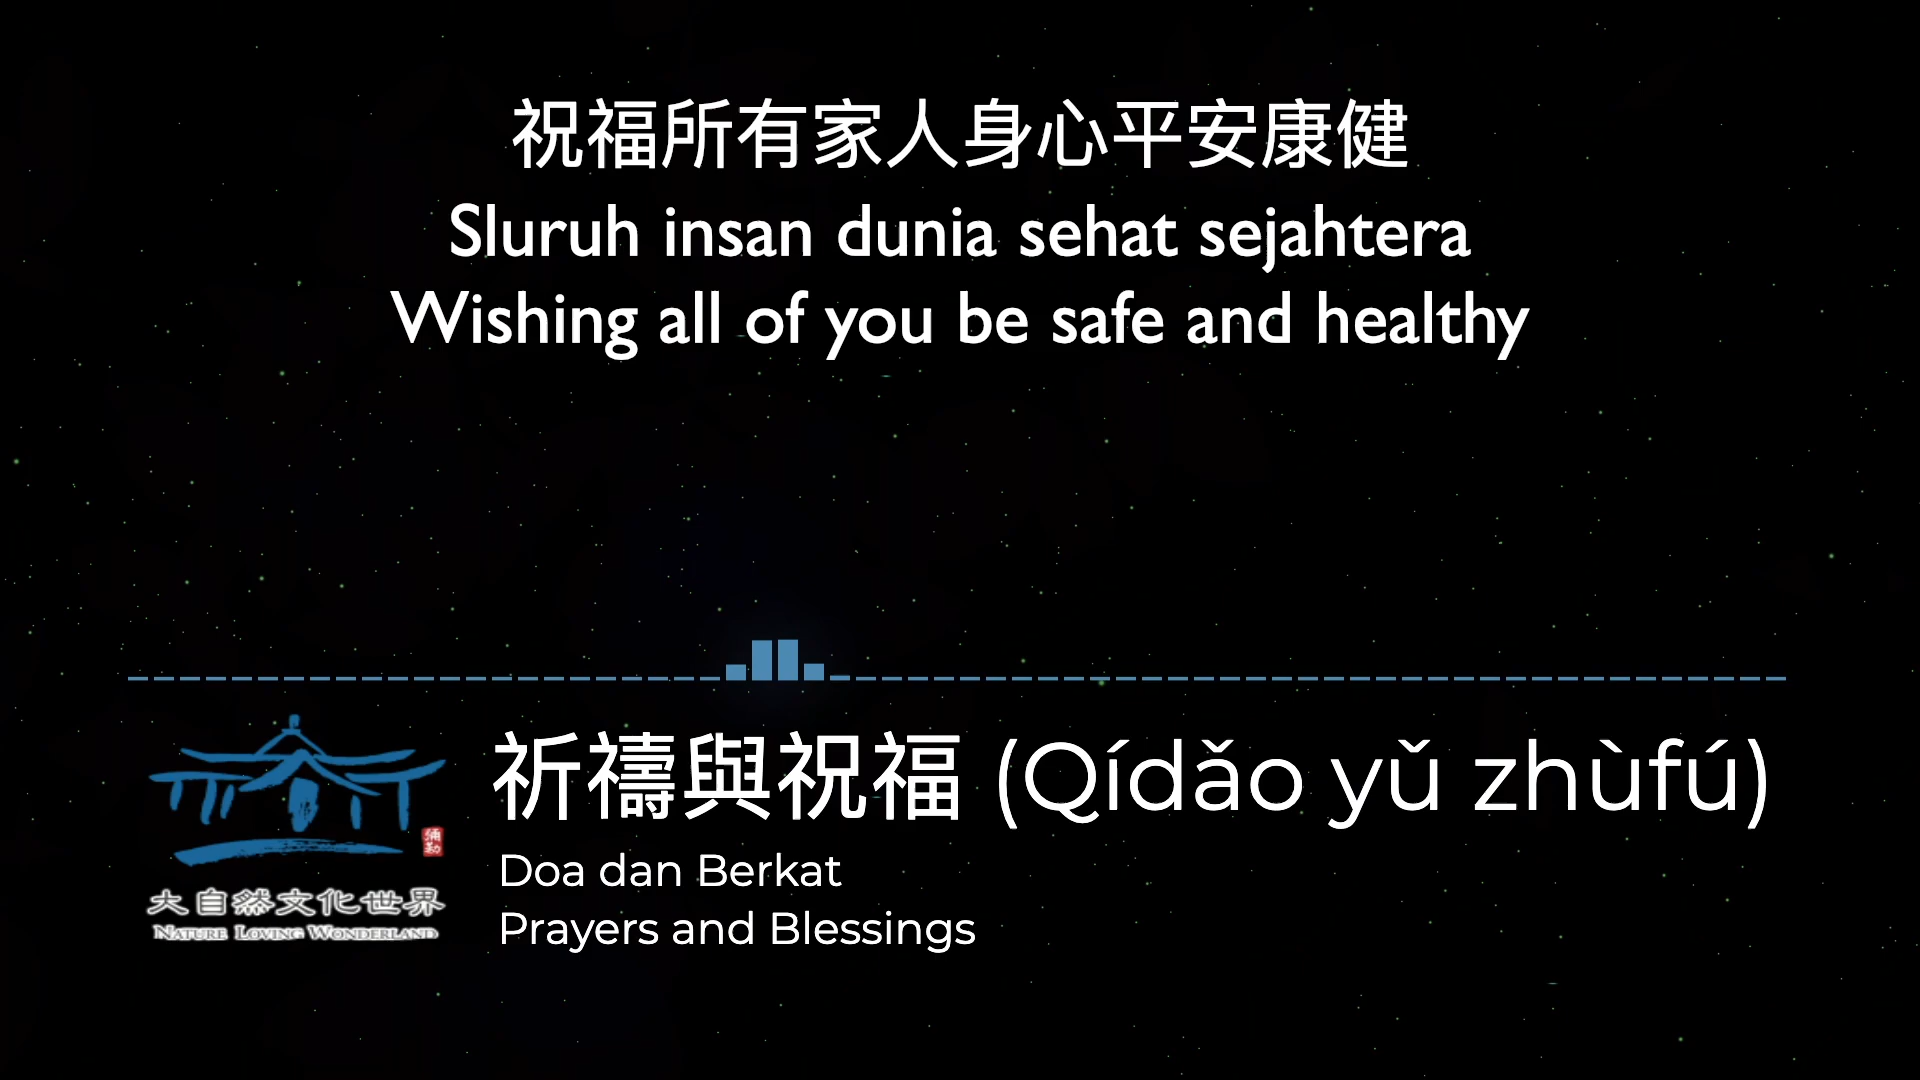 祝福所有家人身心平安康健
Sluruh insan dunia sehat sejahtera
Wishing all of you be safe and healthy
祈禱與祝福 (Qídǎo yǔ zhùfú)
Doa dan Berkat
Prayers and Blessings
彌勒
大自然文化世界
NATURE LOVING WONDERLAND